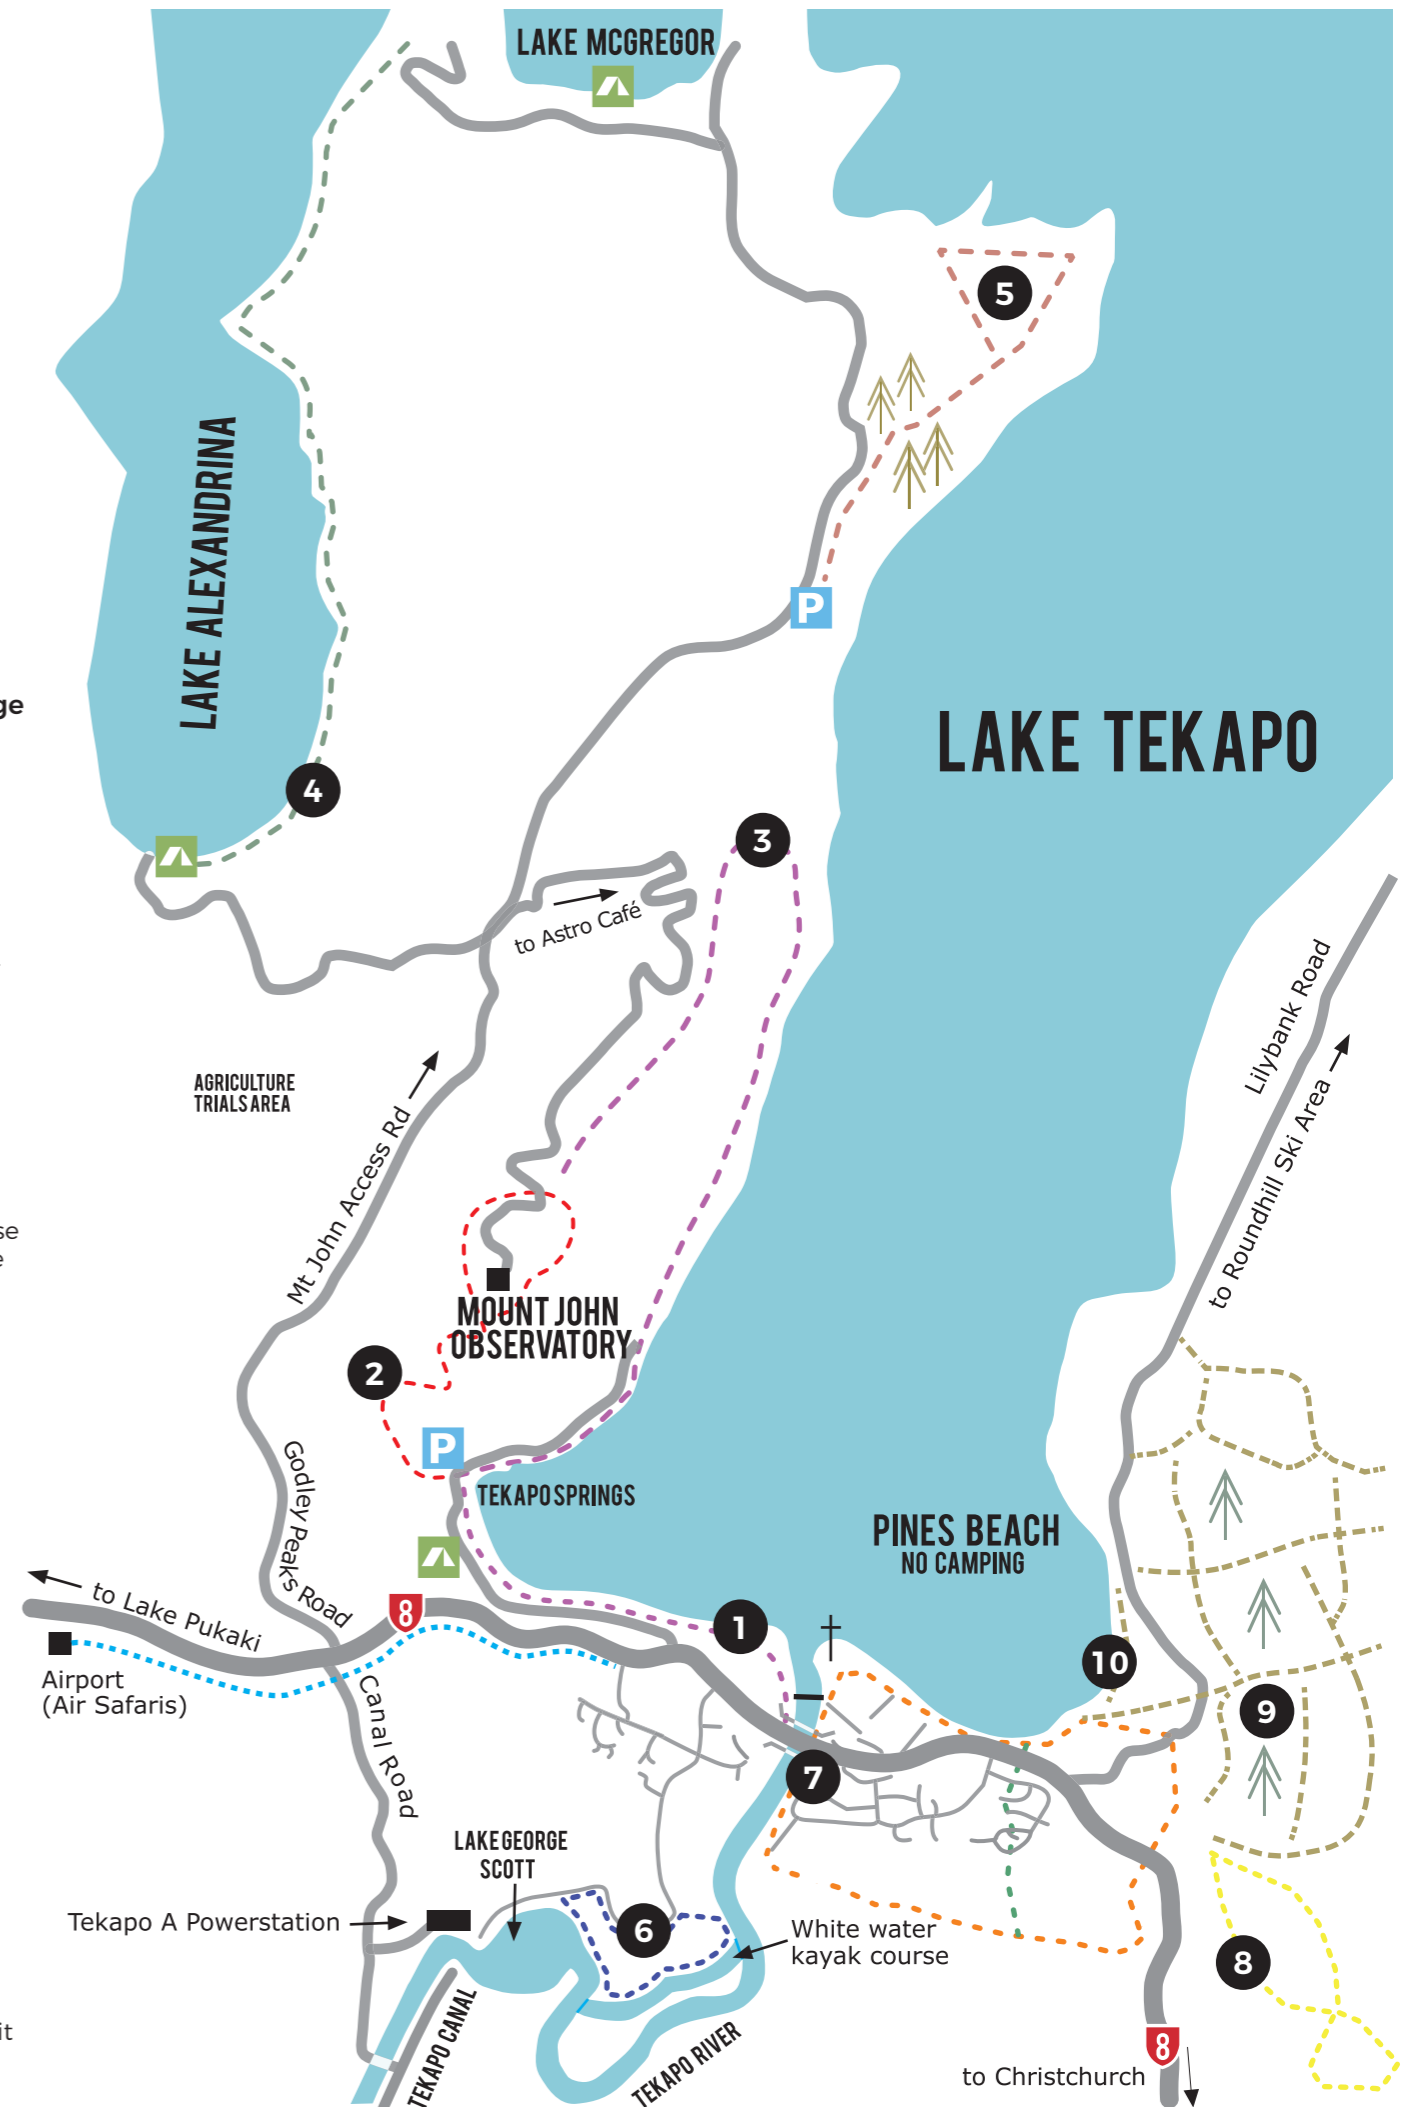 LAKE MCGREGOR
5
LAKE ALEXANDRINA
P
ge
LAKE TEKAPO
4
3
to Astro Café
Lilybank Road
to Roundhill Ski Area
AGRICULTURE
TRIALS AREA
Mt John Access Rd
se
e
MOUNT JOHN
OBSERVATORY
2
P
TEKAPO SPRINGS
Godley Peaks Road
PINES BEACH
NO CAMPING
to Lake Pukaki
8
1
10
Airport
(Air Safaris)
Canal Road
9
7
LAKE GEORGE
SCOTT
Tekapo A Powerstation
6
White water
kayak course
8
TEKAPO CANAL
TEKAPO RIVER
it
8
to Christchurch